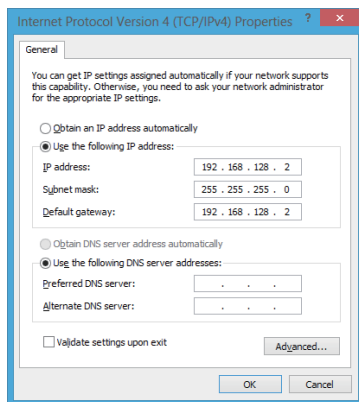 Internet Protocol Version 4 (TCP/IPv4) Properties ? ×
General
You can get IP settings assigned automatically if your network supports
this capability. Otherwise, you need to ask your network administrator
for the appropriate IP settings.
Obtain an IP address automatically
Use the following IP address:
IP address: 192 . 168 . 128 . 2
Subnet mask: 255 . 255 . 255 . 0
Default gateway: 192 . 168 . 128 . 2
Obtain DNS server address automatically
Use the following DNS server addresses:
Preferred DNS server: . . .
Alternate DNS server: . . .
Validate settings upon exit
Advanced...
OK Cancel